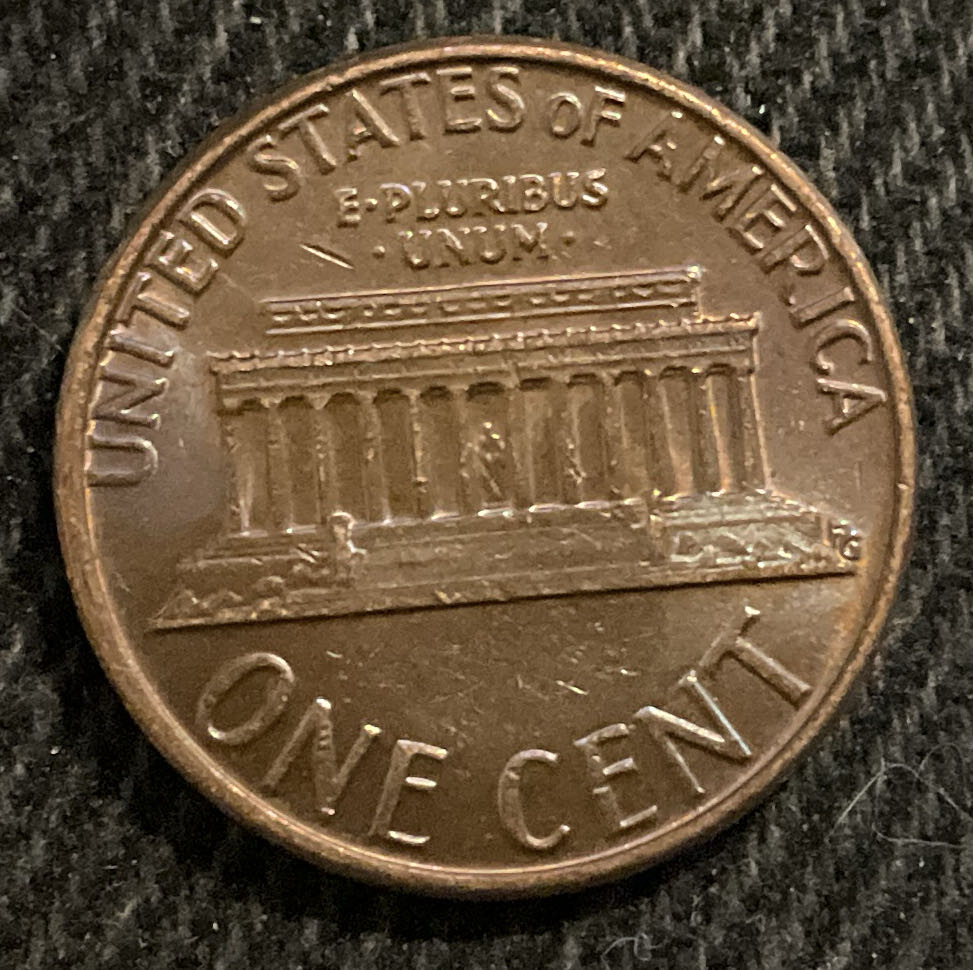 UNITED STATES OF AMERICA
E·PLURIBUS
·UNUM·
ONE CENT